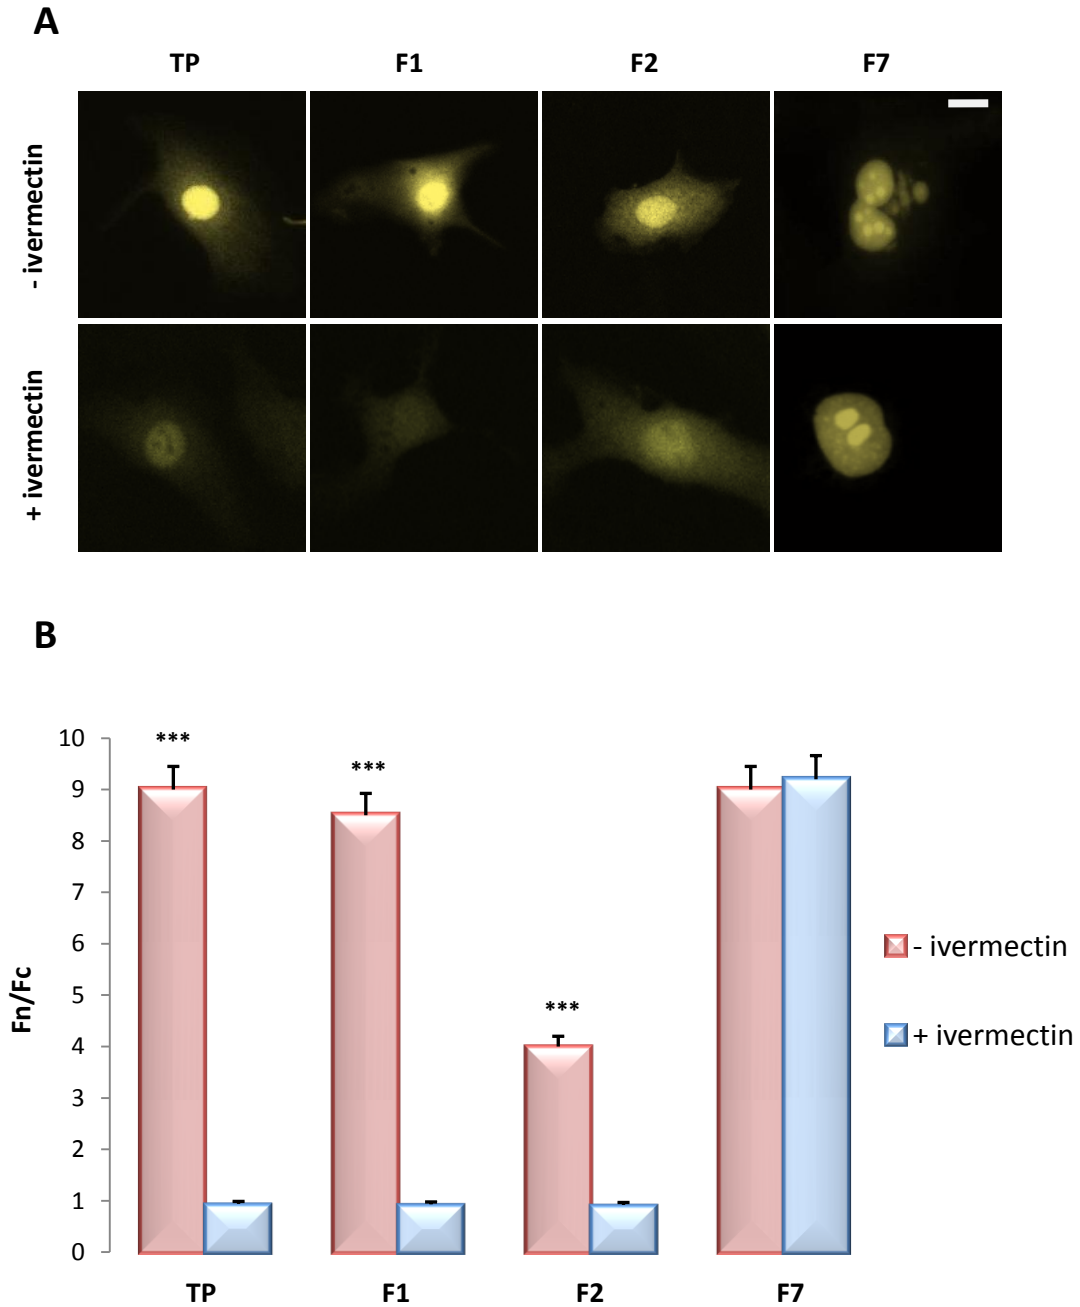 A
TP F1 F2 F7
- ivermectin
+ ivermectin
B
10
9
8
7
6
5
4
3
2
1
0
Fn/Fc
***
***
***
TP F1 F2 F7
- ivermectin
+ ivermectin